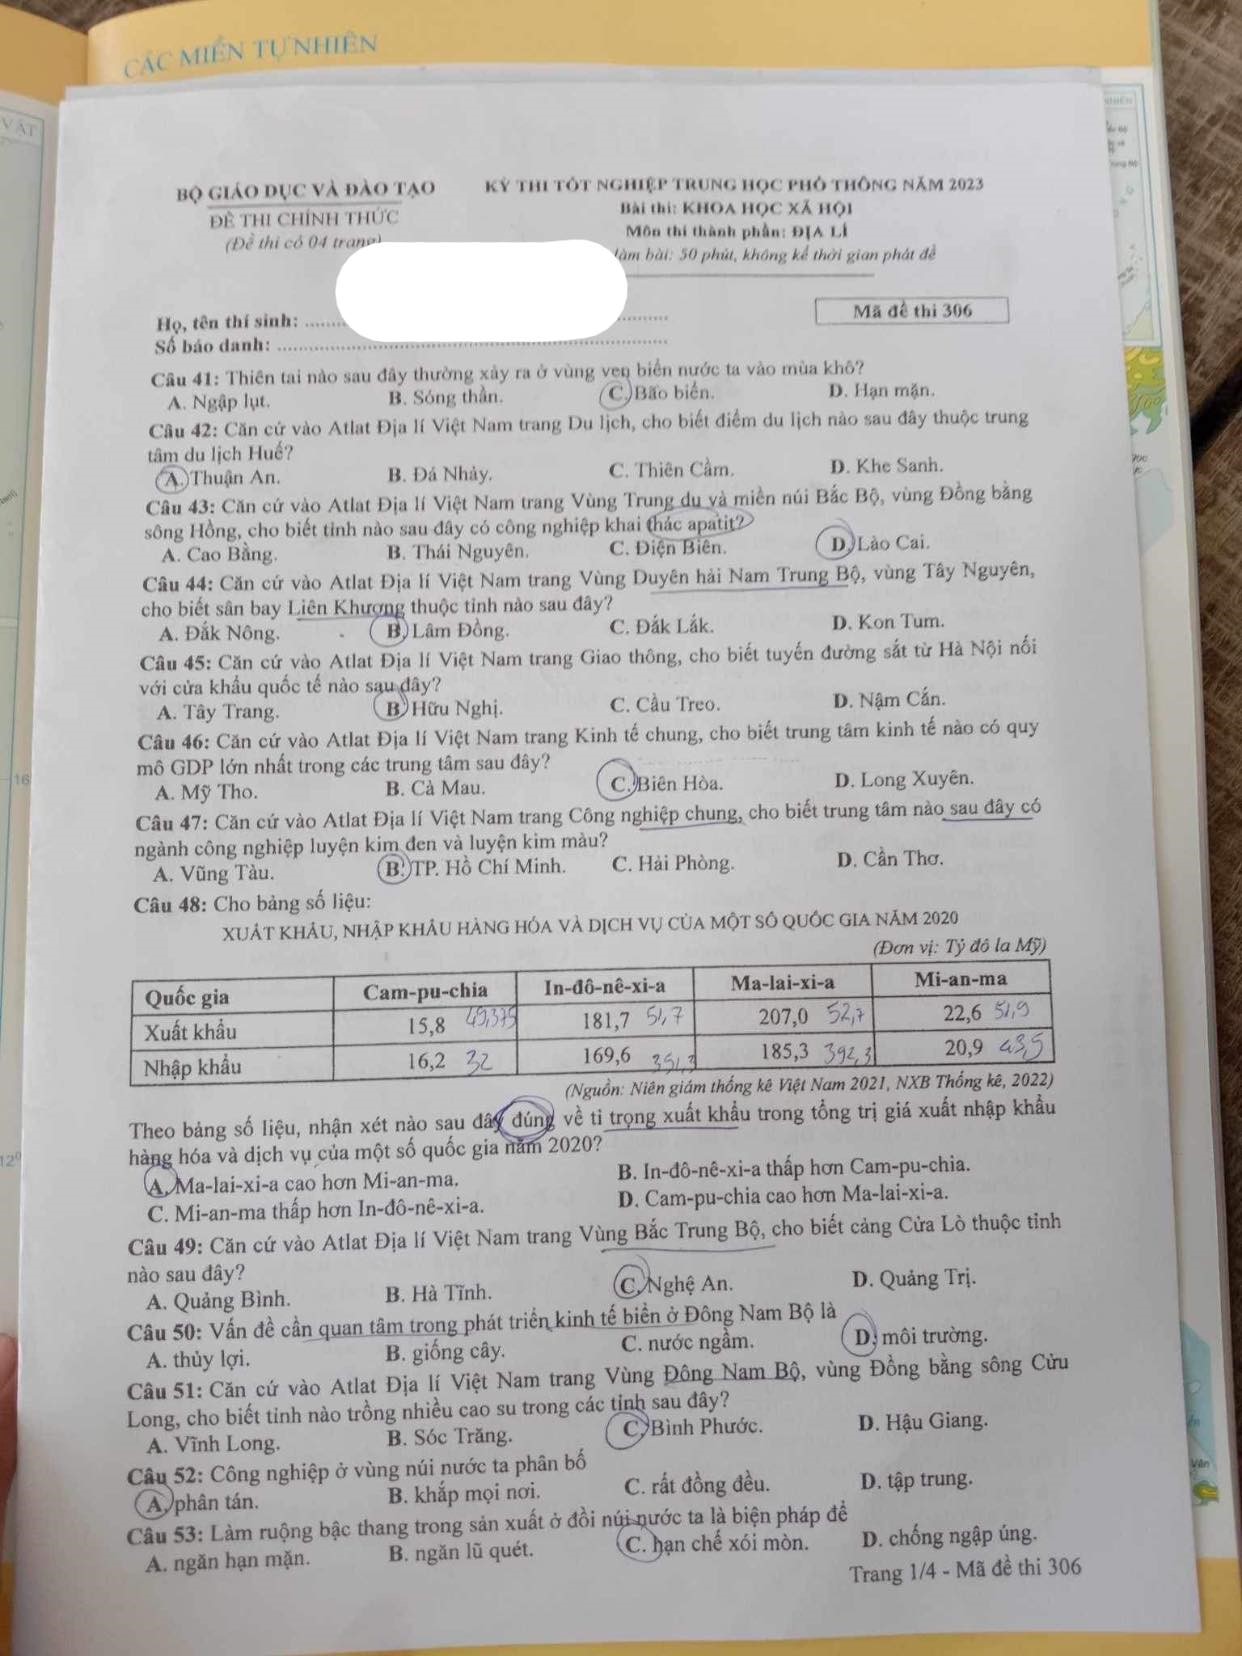 CÁC MIỀN TỰ NHIÊN
VẬT
BỘ GIÁO DỤC VÀ ĐÀO TẠO
ĐỀ THI CHÍNH THỨC
(Đề thi có 04 trang)
KỲ THI TỐT NGHIỆP TRUNG HỌC PHỔ THÔNG NĂM 2023
Bài thi: KHOA HỌC XÃ HỘI
Môn thi thành phần: ĐỊA LÍ
làm bài: 50 phút, không kể thời gian phát đề
Họ, tên thí sinh:
Số báo danh:
Mã đề thi 306
Câu 41: Thiên tai nào sau đây thường xảy ra ở vùng ven biển nước ta vào mùa khô?
A. Ngập lụt. B. Sóng thần. C. Bão biển. D. Hạn mặn.
Câu 42: Căn cứ vào Atlat Địa lí Việt Nam trang Du lịch, cho biết điểm du lịch nào sau đây thuộc trung
tâm du lịch Huế?
A. Thuận An. B. Đá Nhảy. C. Thiên Cầm. D. Khe Sanh.
Câu 43: Căn cứ vào Atlat Địa lí Việt Nam trang Vùng Trung du và miền núi Bắc Bộ, vùng Đồng bằng
sông Hồng, cho biết tỉnh nào sau đây có công nghiệp khai thác apatit?
A. Cao Bằng. B. Thái Nguyên. C. Điện Biên. D. Lào Cai.
Câu 44: Căn cứ vào Atlat Địa lí Việt Nam trang Vùng Duyên hải Nam Trung Bộ, vùng Tây Nguyên,
cho biết sân bay Liên Khương thuộc tỉnh nào sau đây?
A. Đắk Nông. B. Lâm Đồng. C. Đắk Lắk. D. Kon Tum.
Câu 45: Căn cứ vào Atlat Địa lí Việt Nam trang Giao thông, cho biết tuyến đường sắt từ Hà Nội nối
với cửa khẩu quốc tế nào sau đây?
A. Tây Trang. B. Hữu Nghị. C. Cầu Treo. D. Nậm Cắn.
Câu 46: Căn cứ vào Atlat Địa lí Việt Nam trang Kinh tế chung, cho biết trung tâm kinh tế nào có quy
mô GDP lớn nhất trong các trung tâm sau đây?
A. Mỹ Tho. B. Cà Mau. C. Biên Hòa. D. Long Xuyên.
Câu 47: Căn cứ vào Atlat Địa lí Việt Nam trang Công nghiệp chung, cho biết trung tâm nào sau đây có
ngành công nghiệp luyện kim đen và luyện kim màu?
A. Vũng Tàu. B. TP. Hồ Chí Minh. C. Hải Phòng. D. Cần Thơ.
Câu 48: Cho bảng số liệu:
XUẤT KHẨU, NHẬP KHẨU HÀNG HÓA VÀ DỊCH VỤ CỦA MỘT SỐ QUỐC GIA NĂM 2020
(Đơn vị: Tỷ đô la Mỹ)
Quốc gia Cam-pu-chia In-đô-nê-xi-a Ma-lai-xi-a Mi-an-ma
Xuất khẩu 15,8 49,375 181,7 51,7 207,0 52,7 22,6 51,9
Nhập khẩu 16,2 32 169,6 351,3 185,3 392,3 20,9 43,5
(Nguồn: Niên giám thống kê Việt Nam 2021, NXB Thống kê, 2022)
Theo bảng số liệu, nhận xét nào sau đây đúng về tỉ trọng xuất khẩu trong tổng trị giá xuất nhập khẩu
hàng hóa và dịch vụ của một số quốc gia năm 2020?
A. Ma-lai-xi-a cao hơn Mi-an-ma. B. In-đô-nê-xi-a thấp hơn Cam-pu-chia.
C. Mi-an-ma thấp hơn In-đô-nê-xi-a. D. Cam-pu-chia cao hơn Ma-lai-xi-a.
Câu 49: Căn cứ vào Atlat Địa lí Việt Nam trang Vùng Bắc Trung Bộ, cho biết cảng Cửa Lò thuộc tỉnh
nào sau đây?
A. Quảng Bình. B. Hà Tĩnh. C. Nghệ An. D. Quảng Trị.
Câu 50: Vấn đề cần quan tâm trong phát triển kinh tế biển ở Đông Nam Bộ là
A. thủy lợi. B. giống cây. C. nước ngầm. D. môi trường.
Câu 51: Căn cứ vào Atlat Địa lí Việt Nam trang Vùng Đông Nam Bộ, vùng Đồng bằng sông Cửu
Long, cho biết tỉnh nào trồng nhiều cao su trong các tỉnh sau đây?
A. Vĩnh Long. B. Sóc Trăng. C. Bình Phước. D. Hậu Giang.
Câu 52: Công nghiệp ở vùng núi nước ta phân bố
A. phân tán. B. khắp mọi nơi. C. rất đồng đều. D. tập trung.
Câu 53: Làm ruộng bậc thang trong sản xuất ở đồi núi nước ta là biện pháp để
A. ngăn hạn mặn. B. ngăn lũ quét. C. hạn chế xói mòn. D. chống ngập úng.
Trang 1/4 - Mã đề thi 306